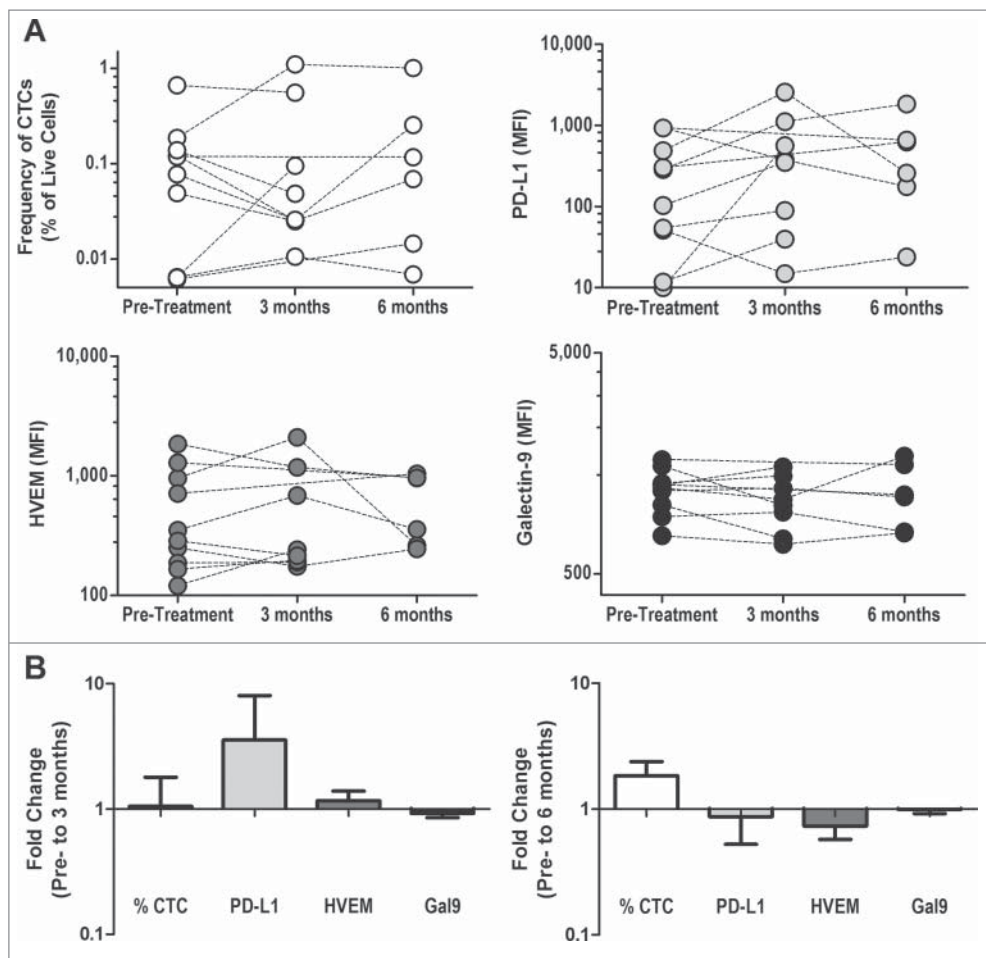 A
Frequency of CTCs
(% of Live Cells)
1
0.1
0.01
Pre-Treatment 3 months 6 months
PD-L1 (MFI)
10,000
1,000
100
10
Pre-Treatment 3 months 6 months
HVEM (MFI)
10,000
1,000
100
Pre-Treatment 3 months 6 months
Galectin-9 (MFI)
5,000
500
Pre-Treatment 3 months 6 months
B
Fold Change
(Pre- to 3 months)
10
1
0.1
% CTC PD-L1 HVEM Gal9
Fold Change
(Pre- to 6 months)
10
1
0.1
% CTC PD-L1 HVEM Gal9